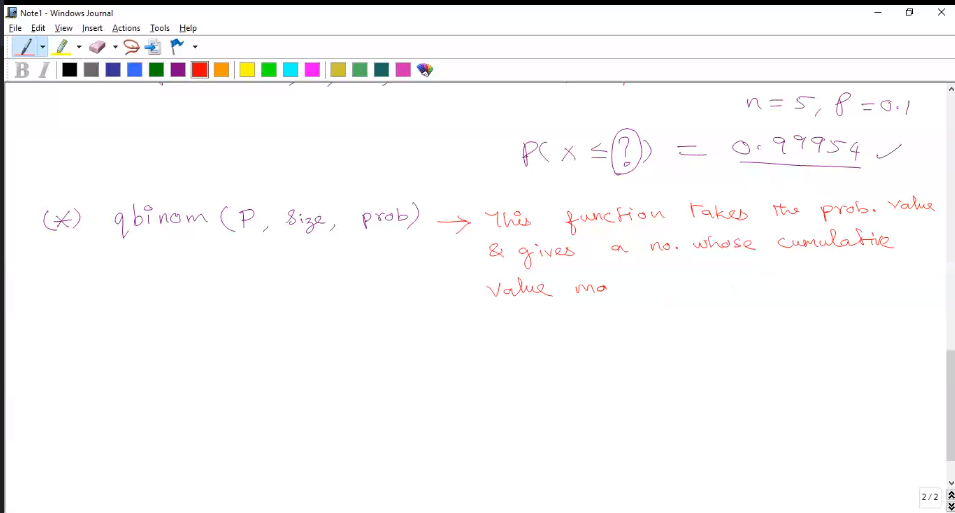 Note1 - Windows Journal
File Edit View Insert Actions Tools Help
B I
n = 5, p = 0.1
P( x ≤ ? ) = 0.99954 ✓
(*) qbinom (P, size, prob) → This function takes the prob. value
& gives a no. whose cumulative
value ma
2 / 2